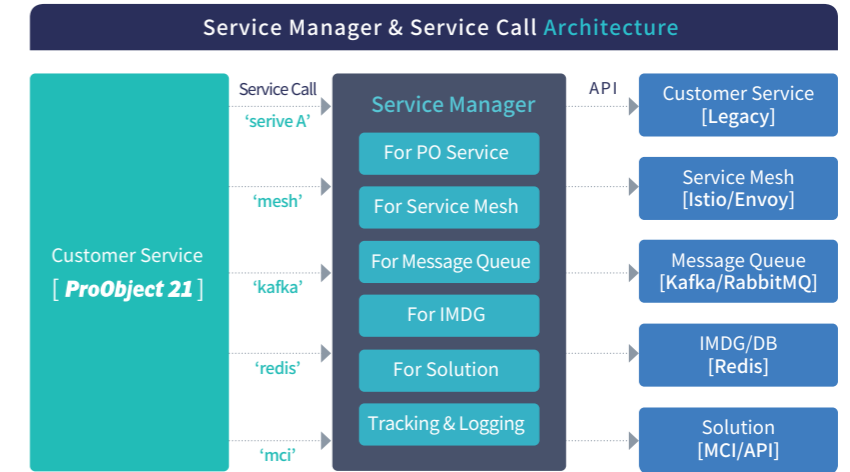 Service Manager & Service Call Architecture
Customer Service
[ ProObject 21 ]
Service Call
‘serive A’
‘mesh’
‘kafka’
‘redis’
‘mci’
Service Manager
For PO Service
For Service Mesh
For Message Queue
For IMDG
For Solution
Tracking & Logging
API
Customer Service
[Legacy]
Service Mesh
[Istio/Envoy]
Message Queue
[Kafka/RabbitMQ]
IMDG/DB
[Redis]
Solution
[MCI/API]